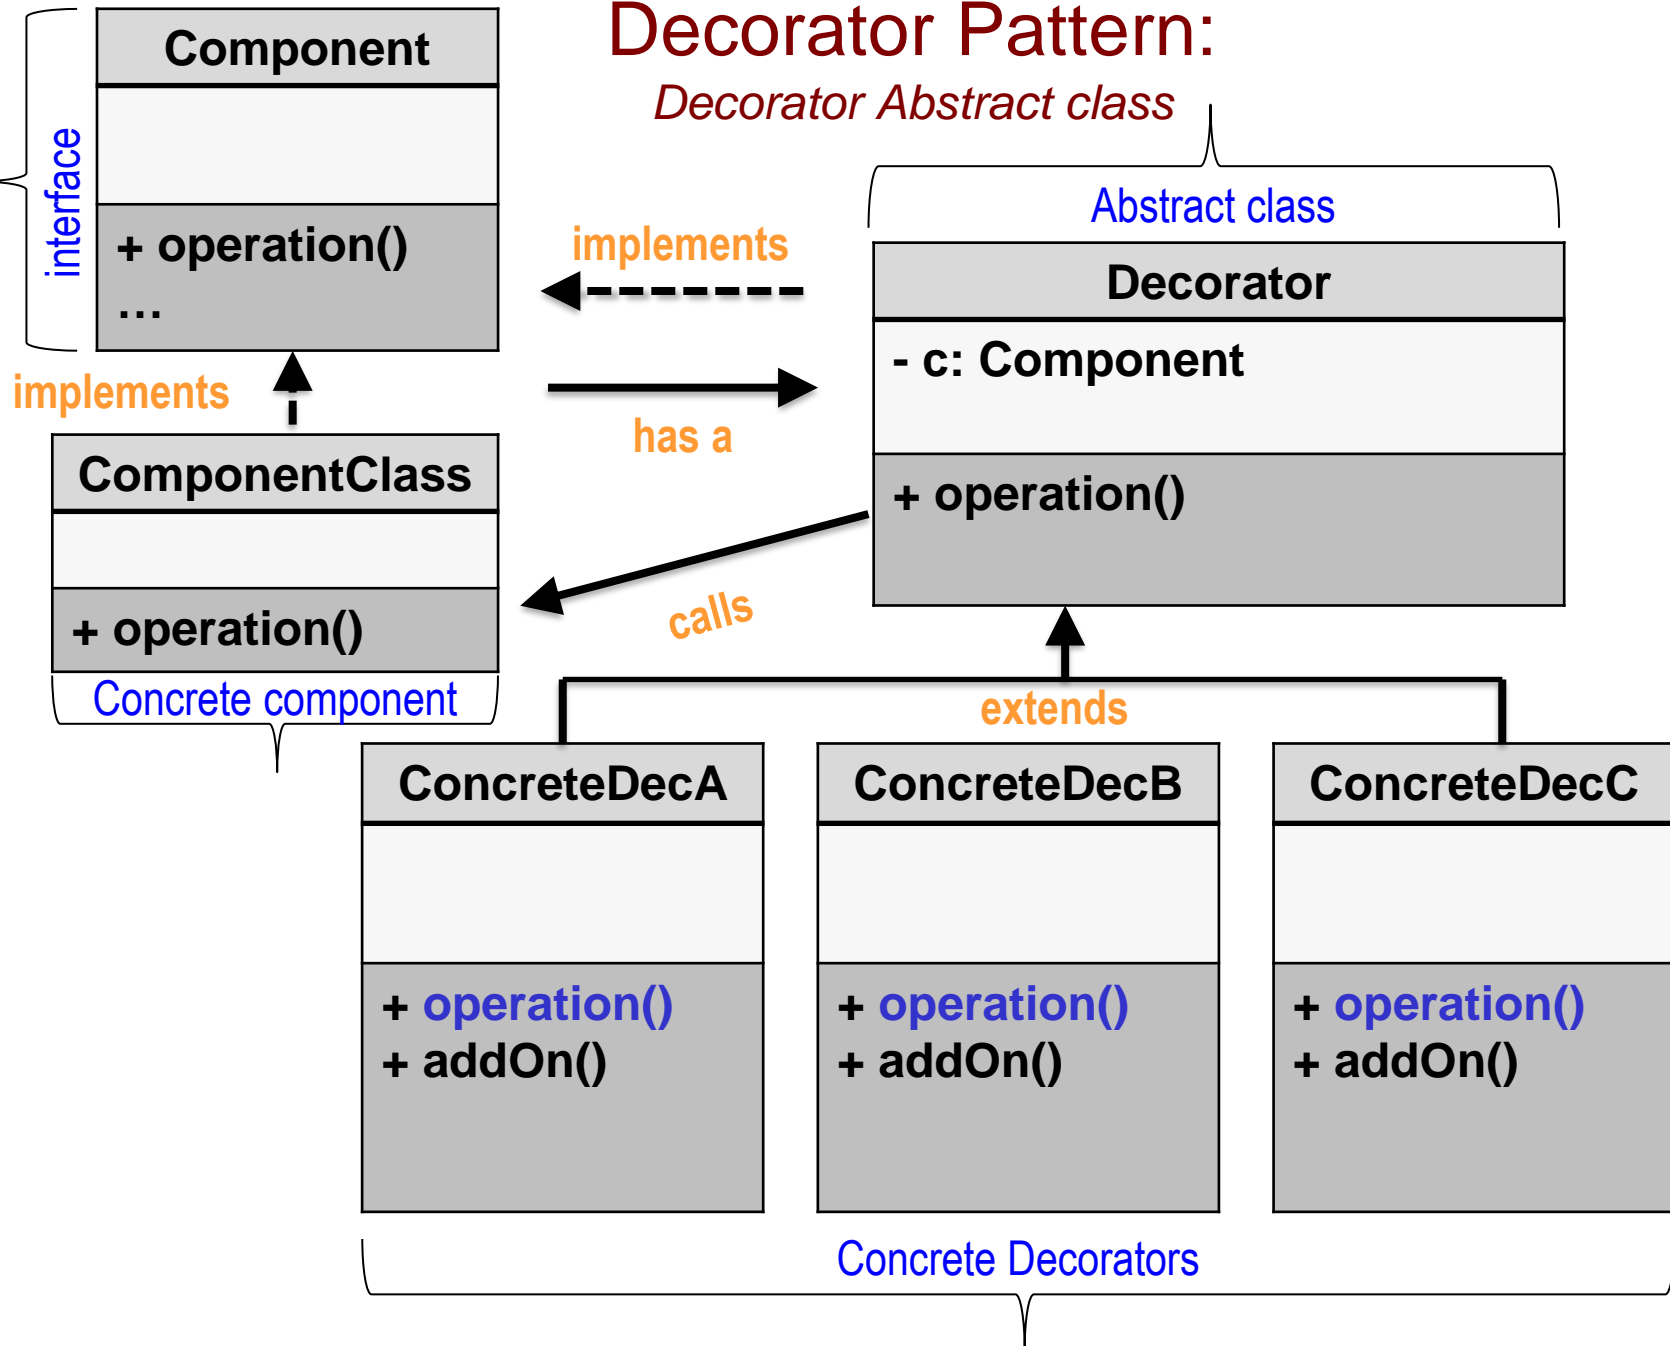 Decorator Pattern:
Decorator Abstract class
Component
interface
+ operation()
…
implements
Abstract class
Decorator
- c: Component
+ operation()
implements
has a
ComponentClass
+ operation()
Concrete component
calls
extends
ConcreteDecA
+ operation()
+ addOn()
ConcreteDecB
+ operation()
+ addOn()
ConcreteDecC
+ operation()
+ addOn()
Concrete Decorators